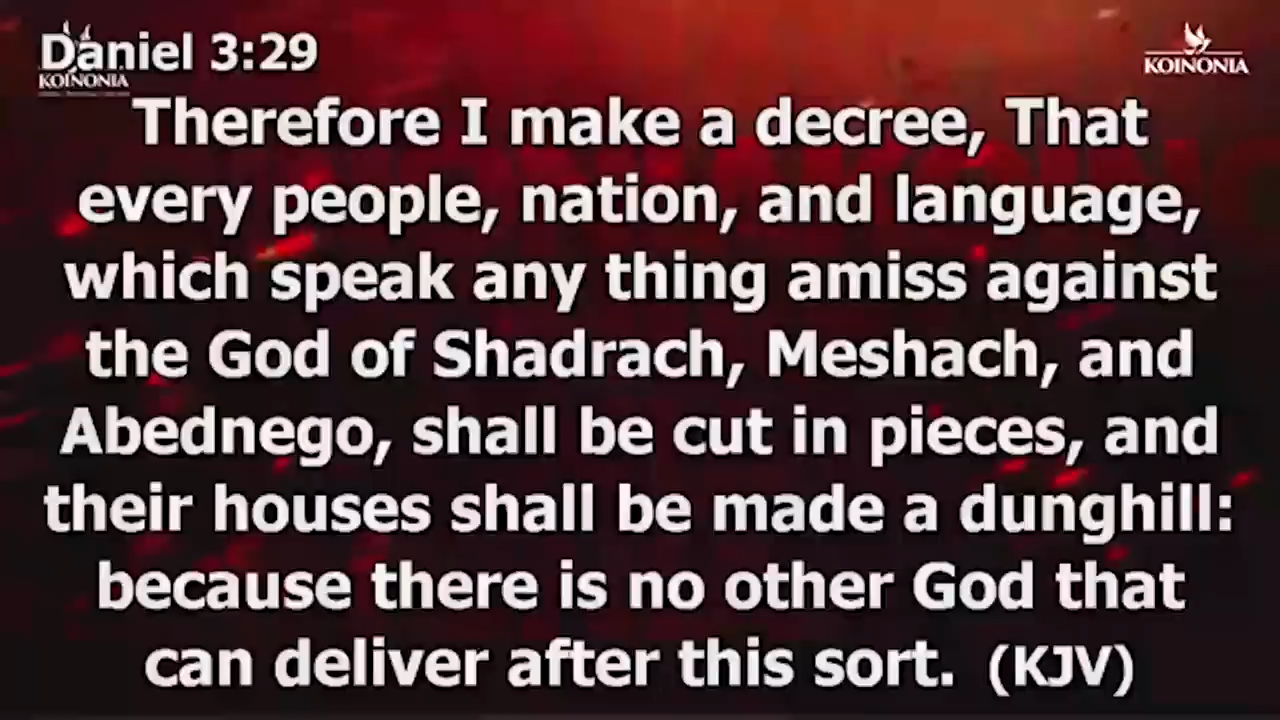 Daniel 3:29
KOINONIA
KOINONIA
Therefore I make a decree, That
every people, nation, and language,
which speak any thing amiss against
the God of Shadrach, Meshach, and
Abednego, shall be cut in pieces, and
their houses shall be made a dunghill:
because there is no other God that
can deliver after this sort. (KJV)